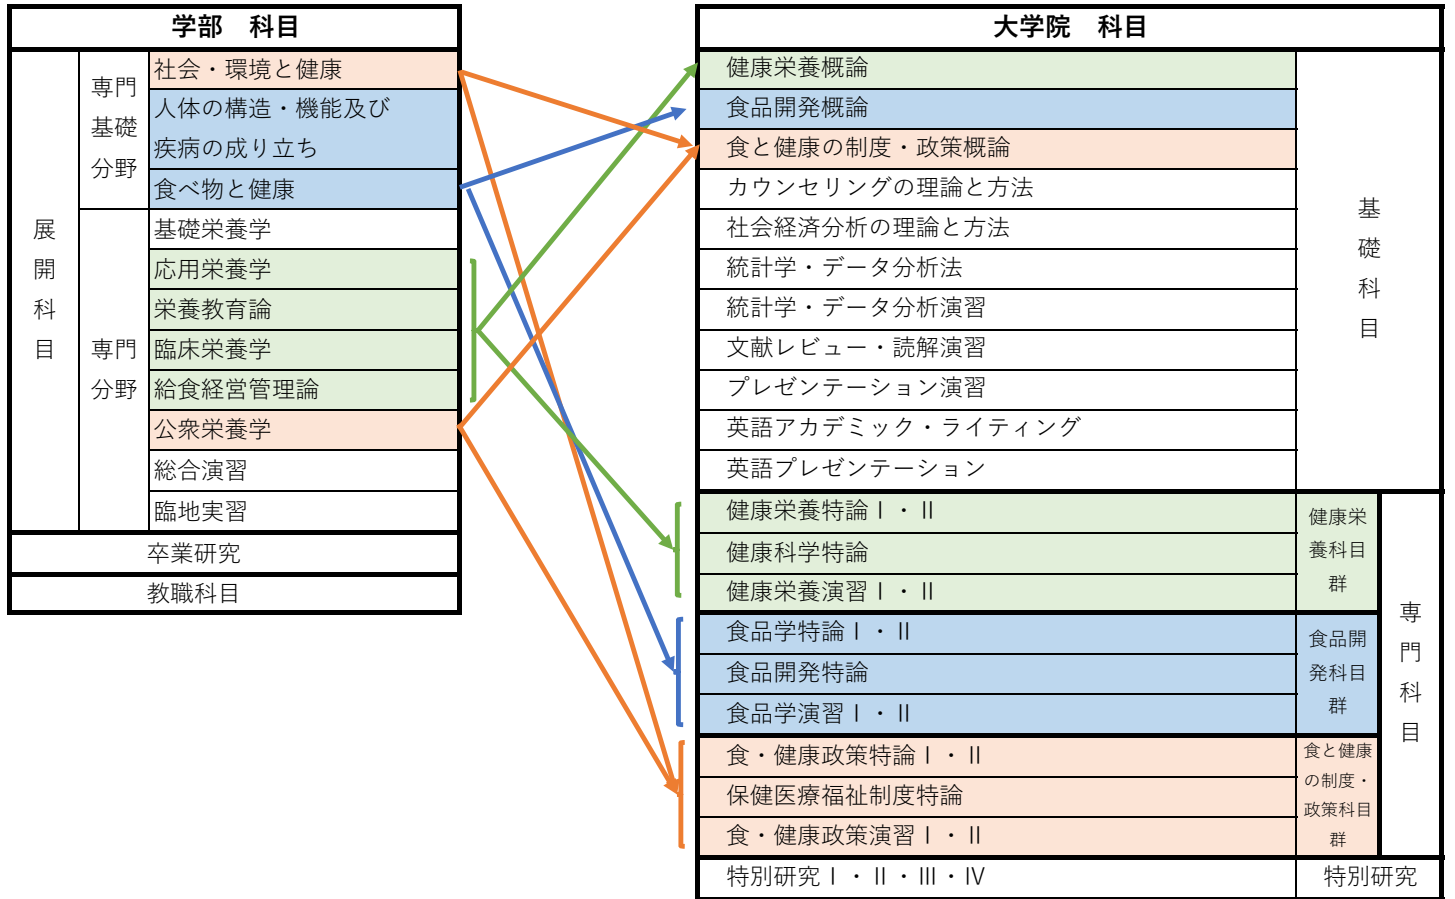 学部　科目
展
開
科
目
専門
基礎
分野
社会・環境と健康
人体の構造・機能及び
疾病の成り立ち
食べ物と健康
専門
分野
基礎栄養学
応用栄養学
栄養教育論
臨床栄養学
給食経営管理論
公衆栄養学
総合演習
臨地実習
卒業研究
教職科目
大学院　科目
健康栄養概論
食品開発概論
食と健康の制度・政策概論
カウンセリングの理論と方法
社会経済分析の理論と方法
統計学・データ分析法
統計学・データ分析演習
文献レビュー・読解演習
プレゼンテーション演習
英語アカデミック・ライティング
英語プレゼンテーション
基
礎
科
目
健康栄養特論Ⅰ・Ⅱ
健康科学特論
健康栄養演習Ⅰ・Ⅱ
健康栄
養科目
群
食品学特論Ⅰ・Ⅱ
食品開発特論
食品学演習Ⅰ・Ⅱ
食品開
発科目
群
食・健康政策特論Ⅰ・Ⅱ
保健医療福祉制度特論
食・健康政策演習Ⅰ・Ⅱ
食と健康
の制度・
政策科目
群
専
門
科
目
特別研究Ⅰ・Ⅱ・Ⅲ・Ⅳ
特別研究